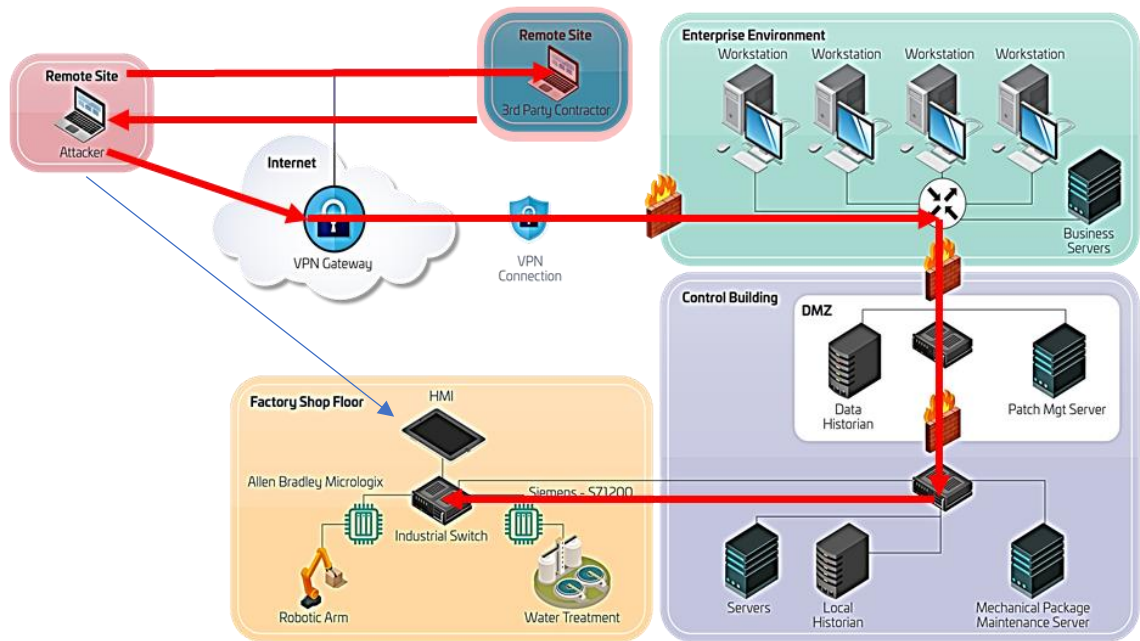 Remote Site
Attacker
Remote Site
3rd Party Contractor
Internet
VPN Gateway
VPN
Connection
Enterprise Environment
Workstation
Workstation
Workstation
Workstation
Business
Servers
Control Building
DMZ
Data
Historian
Patch Mgt Server
Servers
Local
Historian
Mechanical Package
Maintenance Server
Factory Shop Floor
HMI
Allen Bradley Micrologix
Siemens - S71200
Industrial Switch
Robotic Arm
Water Treatment